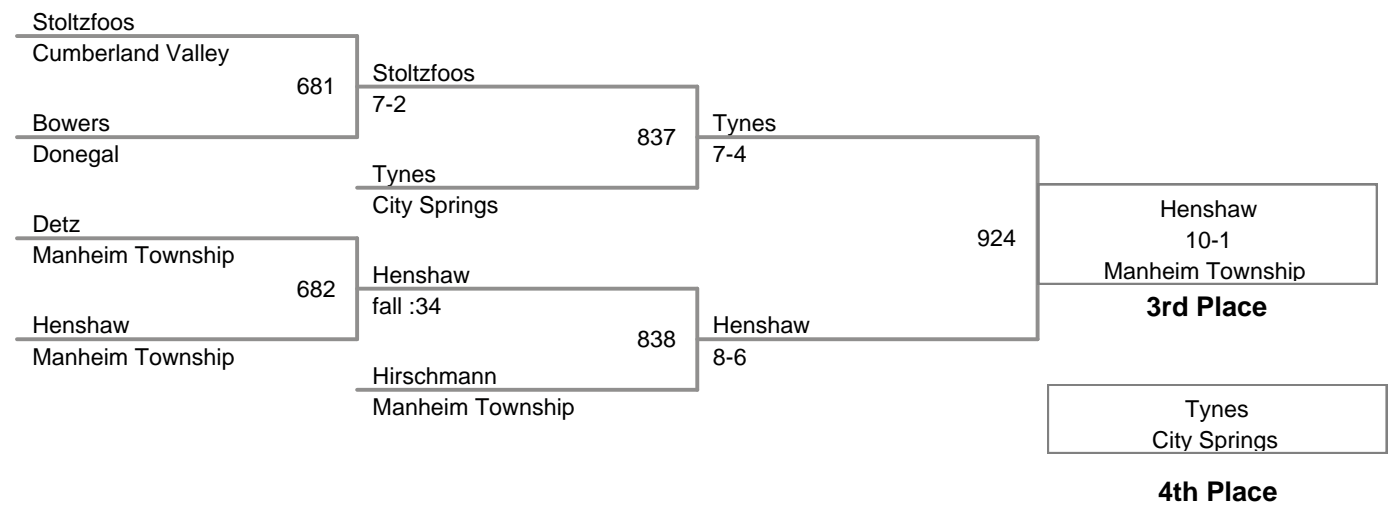 Stoltzfoos
Cumberland Valley
681
Bowers
Donegal
Detz
Manheim Township
682
Henshaw
Manheim Township
Stoltzfoos
7-2
837
Tynes
City Springs
Henshaw
fall :34
838
Hirschmann
Manheim Township
Tynes
7-4
924
Henshaw
8-6
Henshaw
10-1
Manheim Township
3rd Place
Tynes
City Springs
4th Place